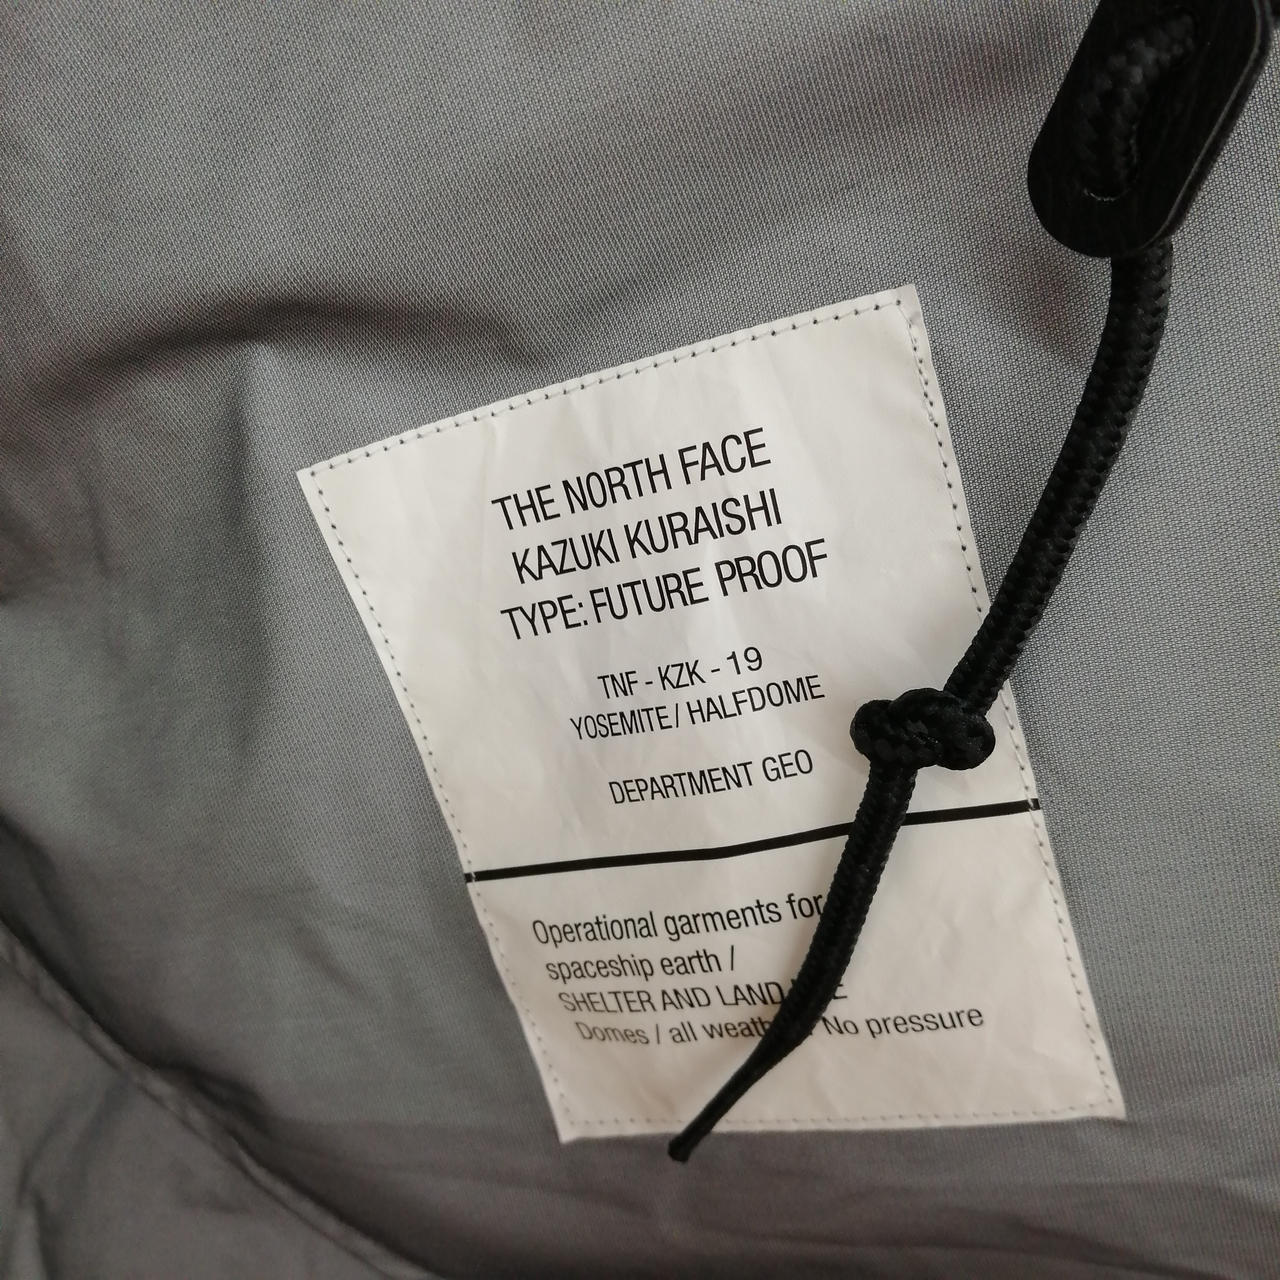 THE NORTH FACE
KAZUKI KURAISHI
TYPE: FUTURE PROOF
TNF - KZK - 19
YOSEMITE / HALFDOME
DEPARTMENT GEO
Operational garments for
spaceship earth /
SHELTER AND LAND
Domes / all No pressure